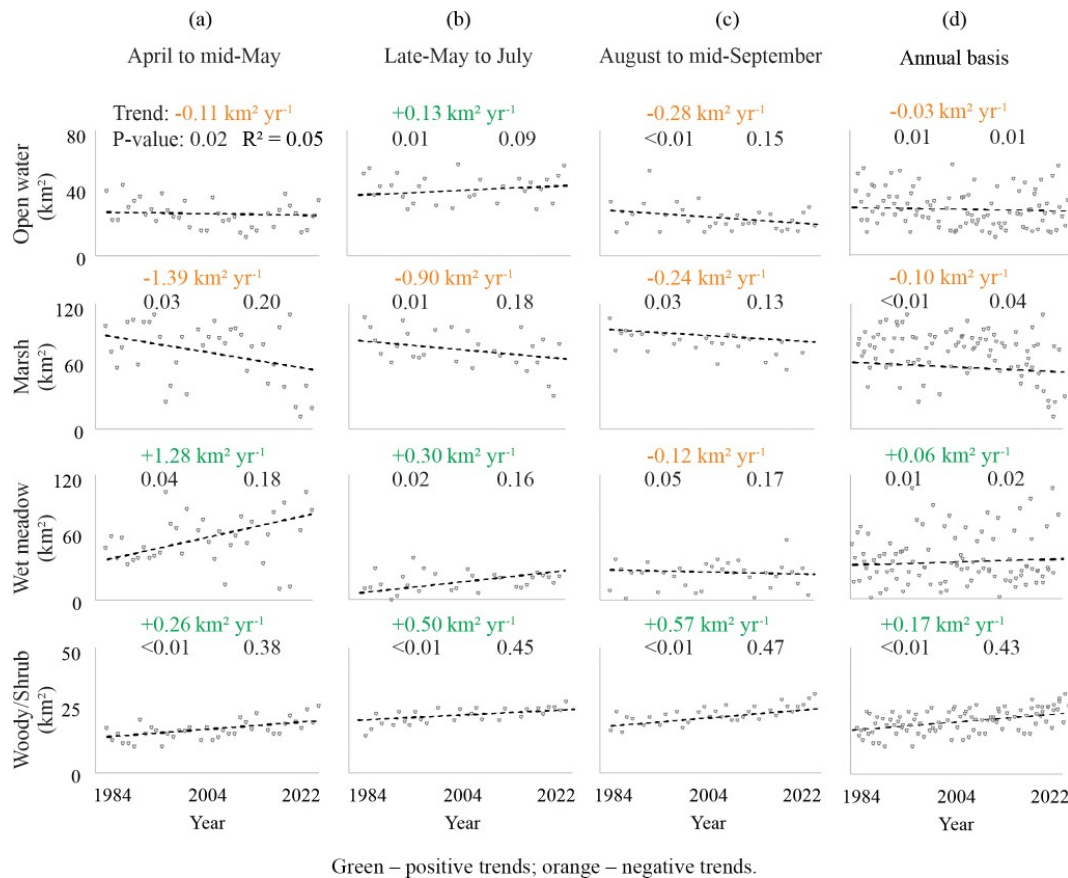 (a) (b) (c) (d)
April to mid-May Late-May to July August to mid-September Annual basis
Trend: -0.11 km² yr⁻¹ +0.13 km² yr⁻¹ -0.28 km² yr⁻¹ -0.03 km² yr⁻¹
P-value: 0.02 R² = 0.05 0.01 0.09 <0.01 0.15 0.01 0.01
Open water
(km²)
80
40
0
-1.39 km² yr⁻¹ -0.90 km² yr⁻¹ -0.24 km² yr⁻¹ -0.10 km² yr⁻¹
0.03 0.20 0.01 0.18 0.03 0.13 <0.01 0.04
Marsh
(km²)
120
60
0
+1.28 km² yr⁻¹ +0.30 km² yr⁻¹ -0.12 km² yr⁻¹ +0.06 km² yr⁻¹
0.04 0.18 0.02 0.16 0.05 0.17 0.01 0.02
Wet meadow
(km²)
120
60
0
+0.26 km² yr⁻¹ +0.50 km² yr⁻¹ +0.57 km² yr⁻¹ +0.17 km² yr⁻¹
<0.01 0.38 <0.01 0.45 <0.01 0.47 <0.01 0.43
Woody/Shrub
(km²)
50
25
0
1984 2004 2022 1984 2004 2022 1984 2004 2022 1984 2004 2022
Year Year Year Year
Green – positive trends; orange – negative trends.